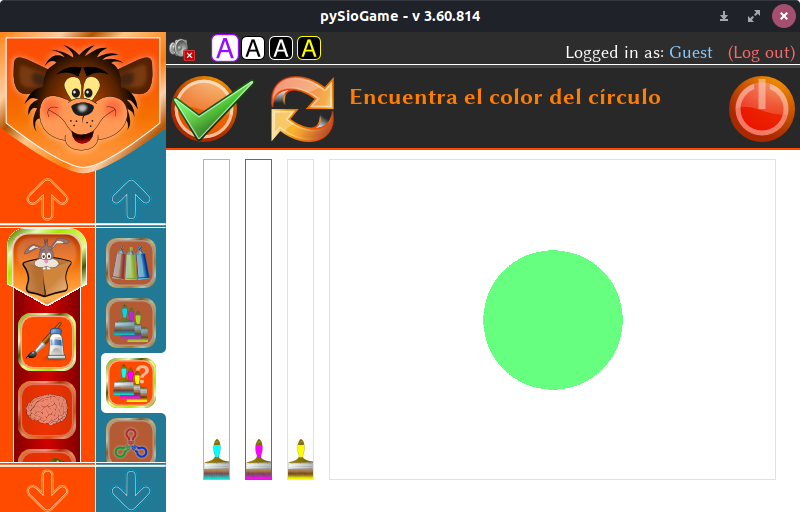 pySioGame - v 3.60.814
A A A A
Logged in as: Guest (Log out)
Encuentra el color del círculo
?